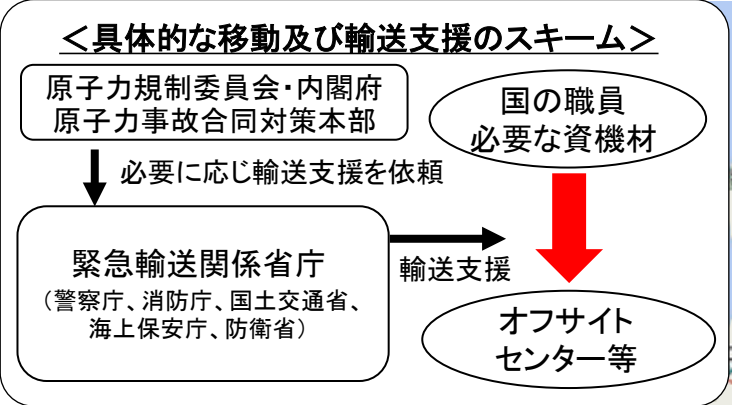 ＜具体的な移動及び輸送支援のスキーム＞
原子力規制委員会・内閣府
原子力事故合同対策本部
国の職員
必要な資機材
必要に応じ輸送支援を依頼
緊急輸送関係省庁
（警察庁、消防庁、国土交通省、
海上保安庁、防衛省）
輸送支援
オフサイト
センター等